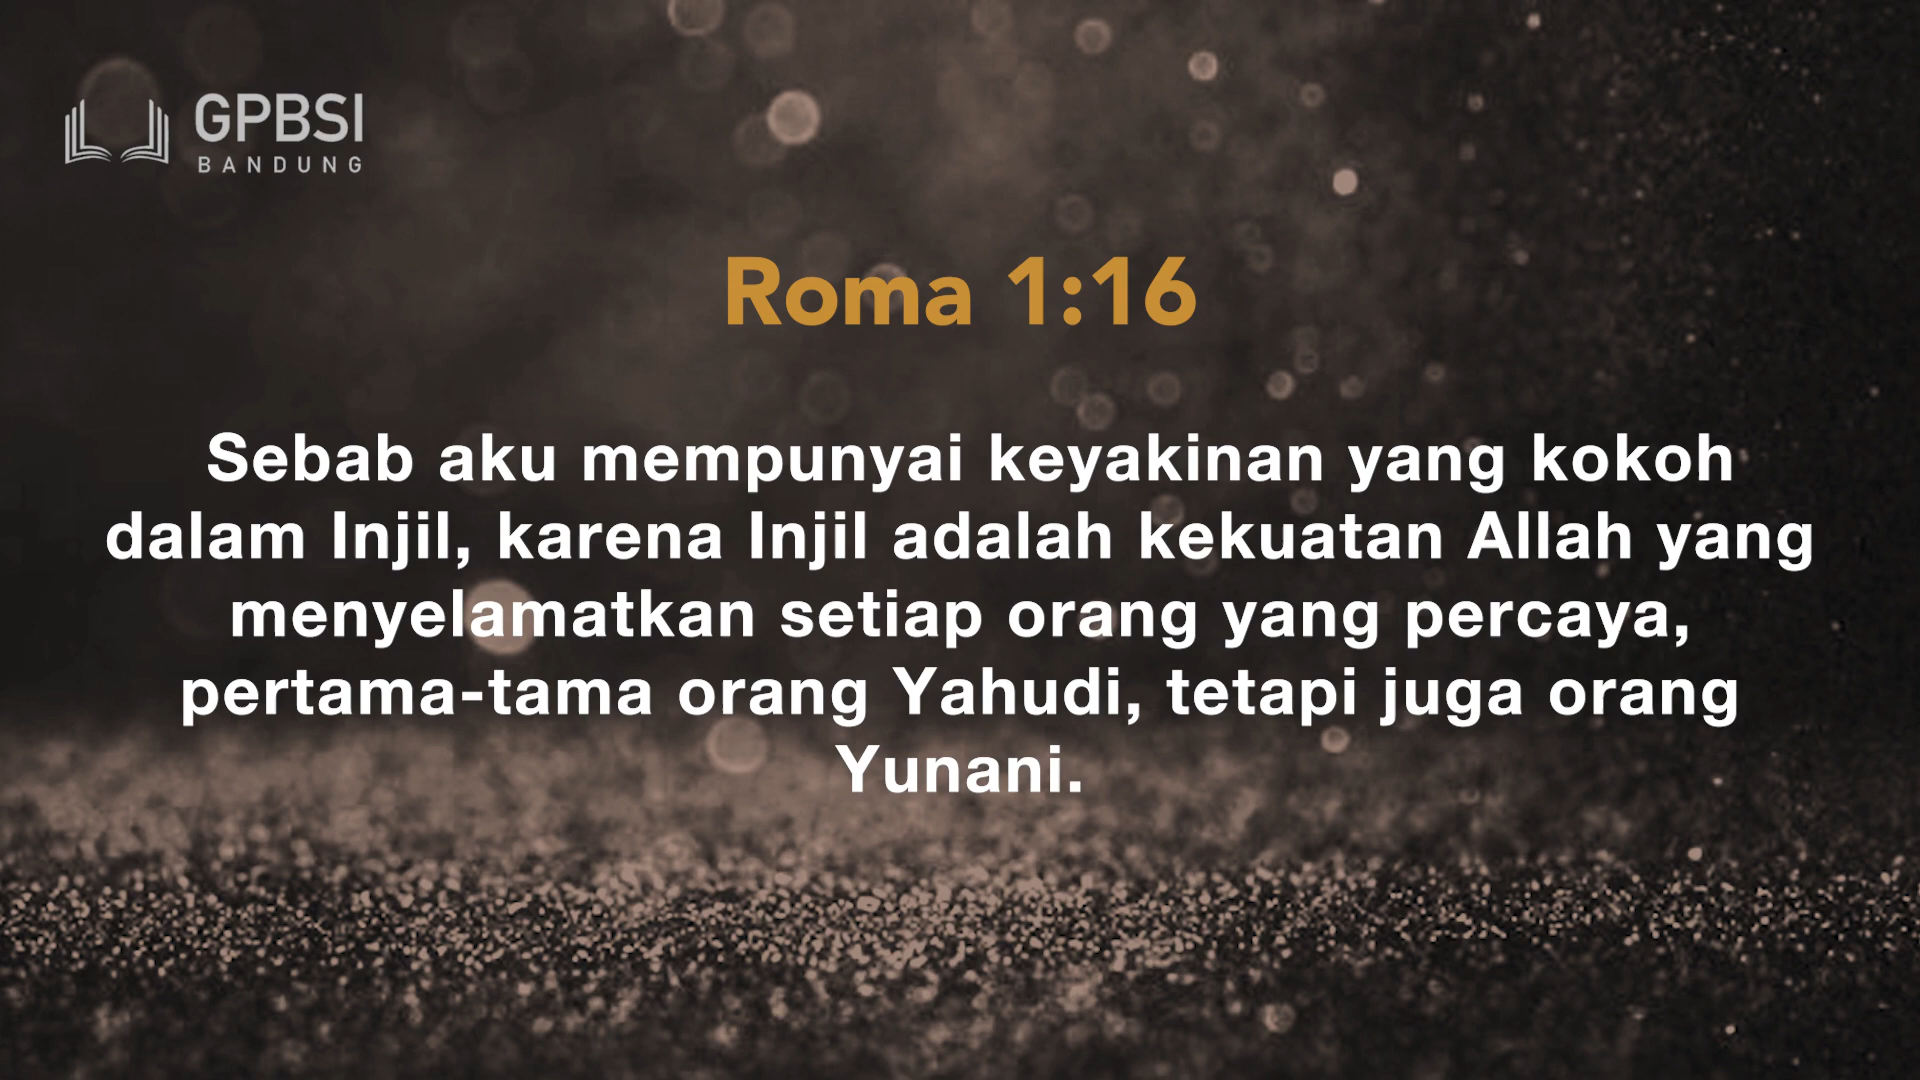 GPBSI
BANDUNG
Roma 1:16
Sebab aku mempunyai keyakinan yang kokoh
dalam Injil, karena Injil adalah kekuatan Allah yang
menyelamatkan setiap orang yang percaya,
pertama-tama orang Yahudi, tetapi juga orang
Yunani.